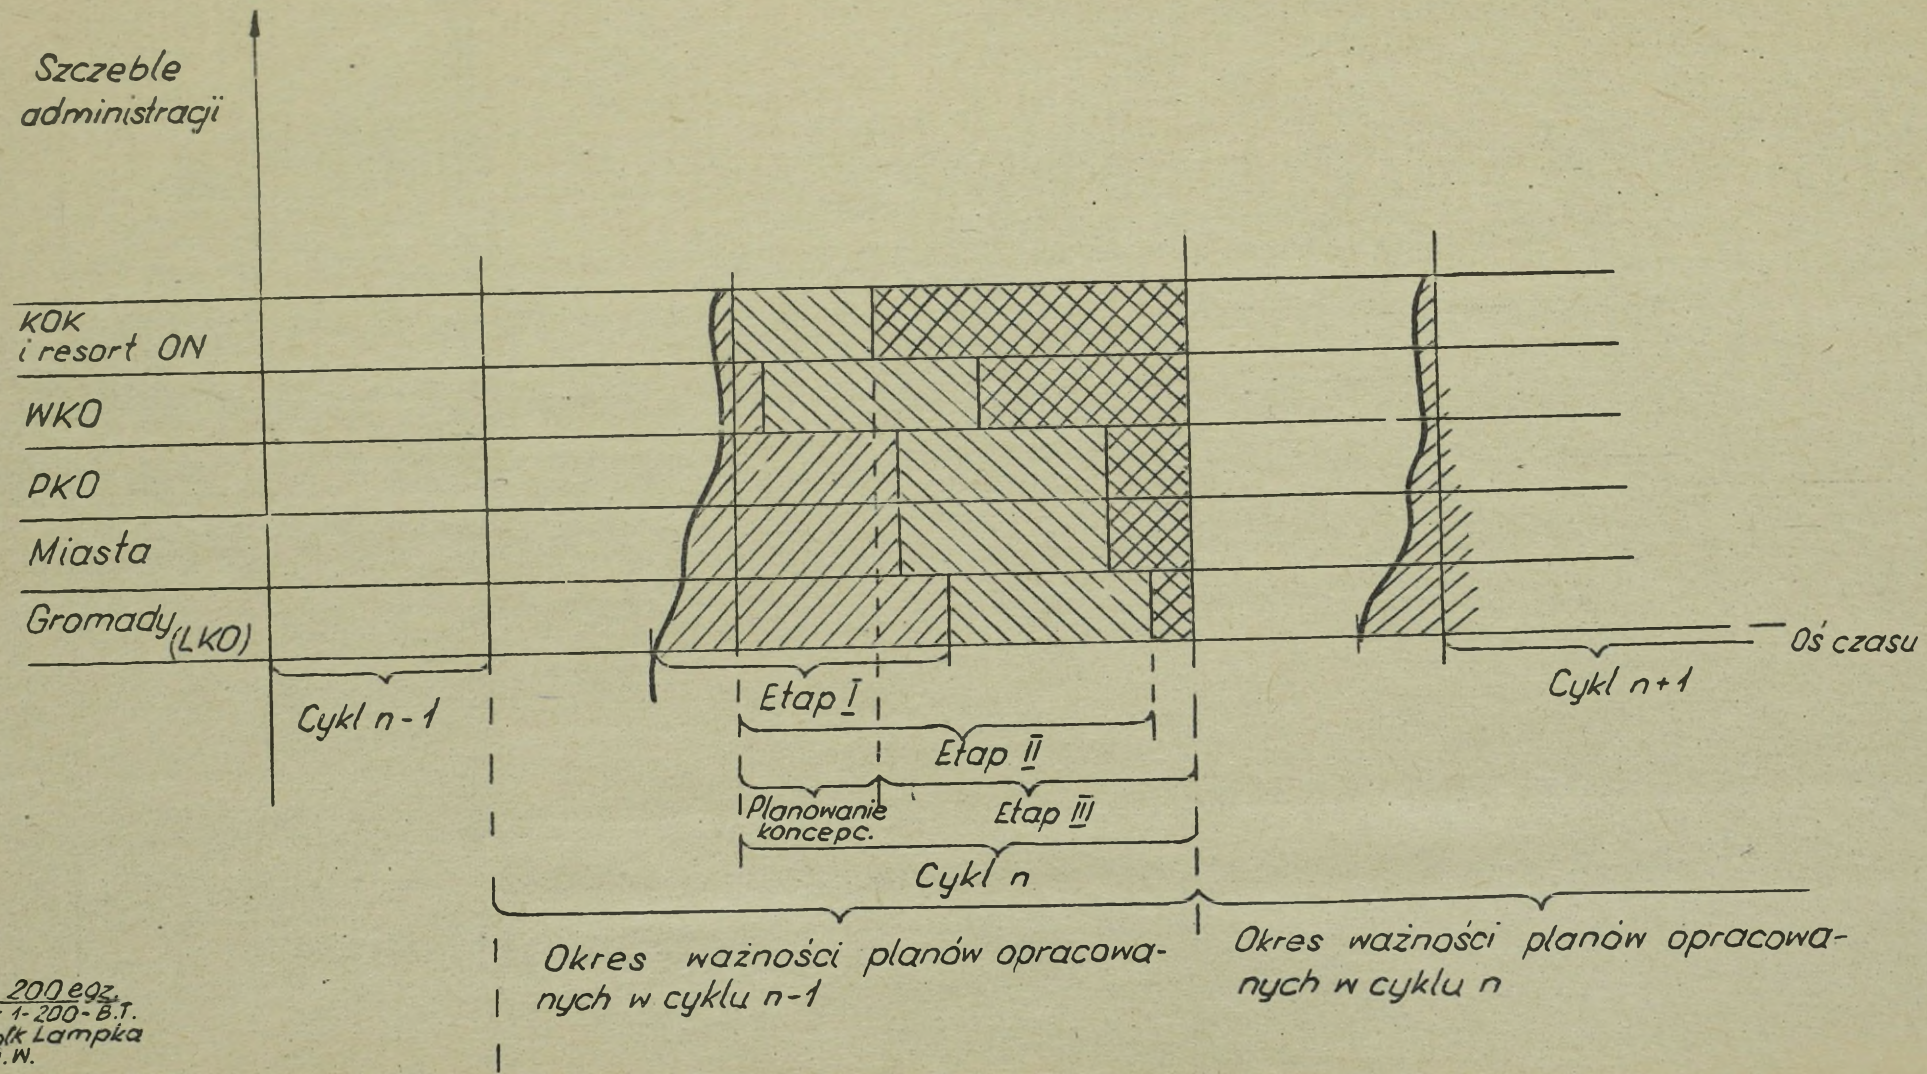 Szczeble
administracji
KOK
i resort ON
WKO
PKO
Miasta
Gromady (LKO)
Oś czasu
Cykl n-1
Etap I
Cykl n+1
Etap II
Planowanie
koncepc.
Etap III
Cykl n
Okres ważności planów opracowa-
nych w cyklu n-1
Okres ważności planów opracowa-
nych w cyklu n
200 egz.
1-200-B.T.
Lampka
W.